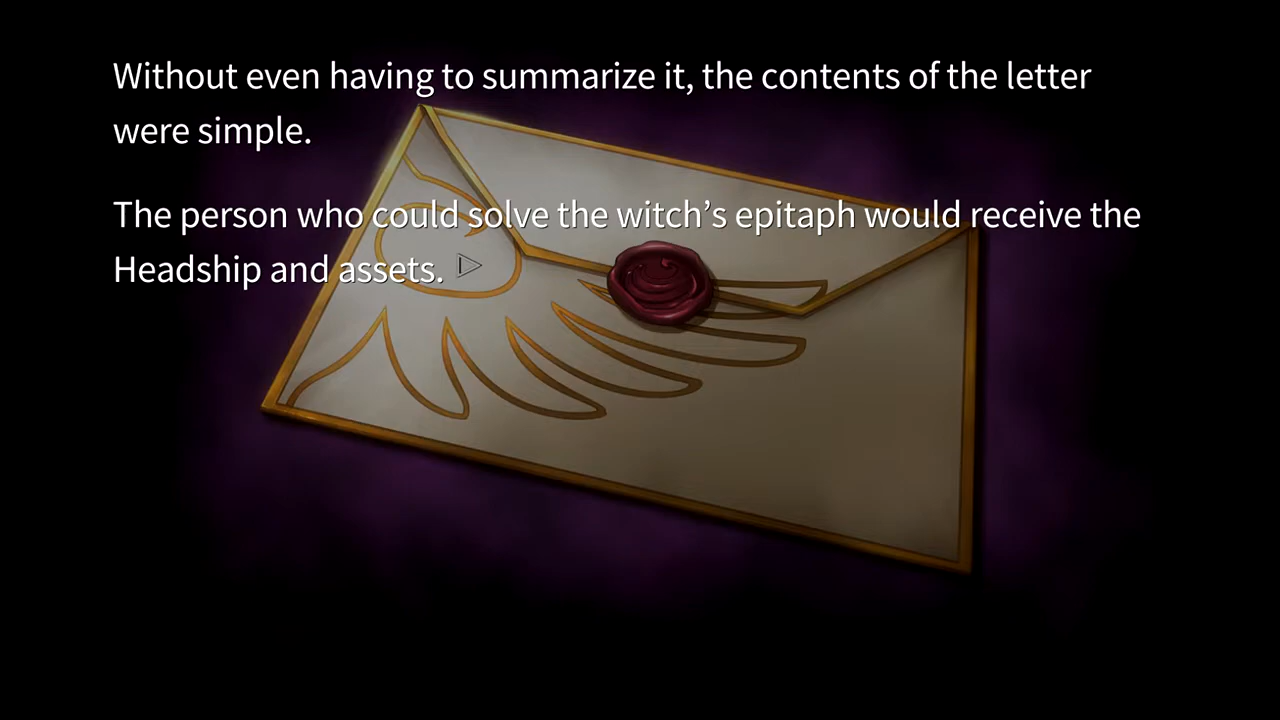 Without even having to summarize it, the contents of the letter
were simple.
The person who could solve the witch’s epitaph would receive the
Headship and assets.